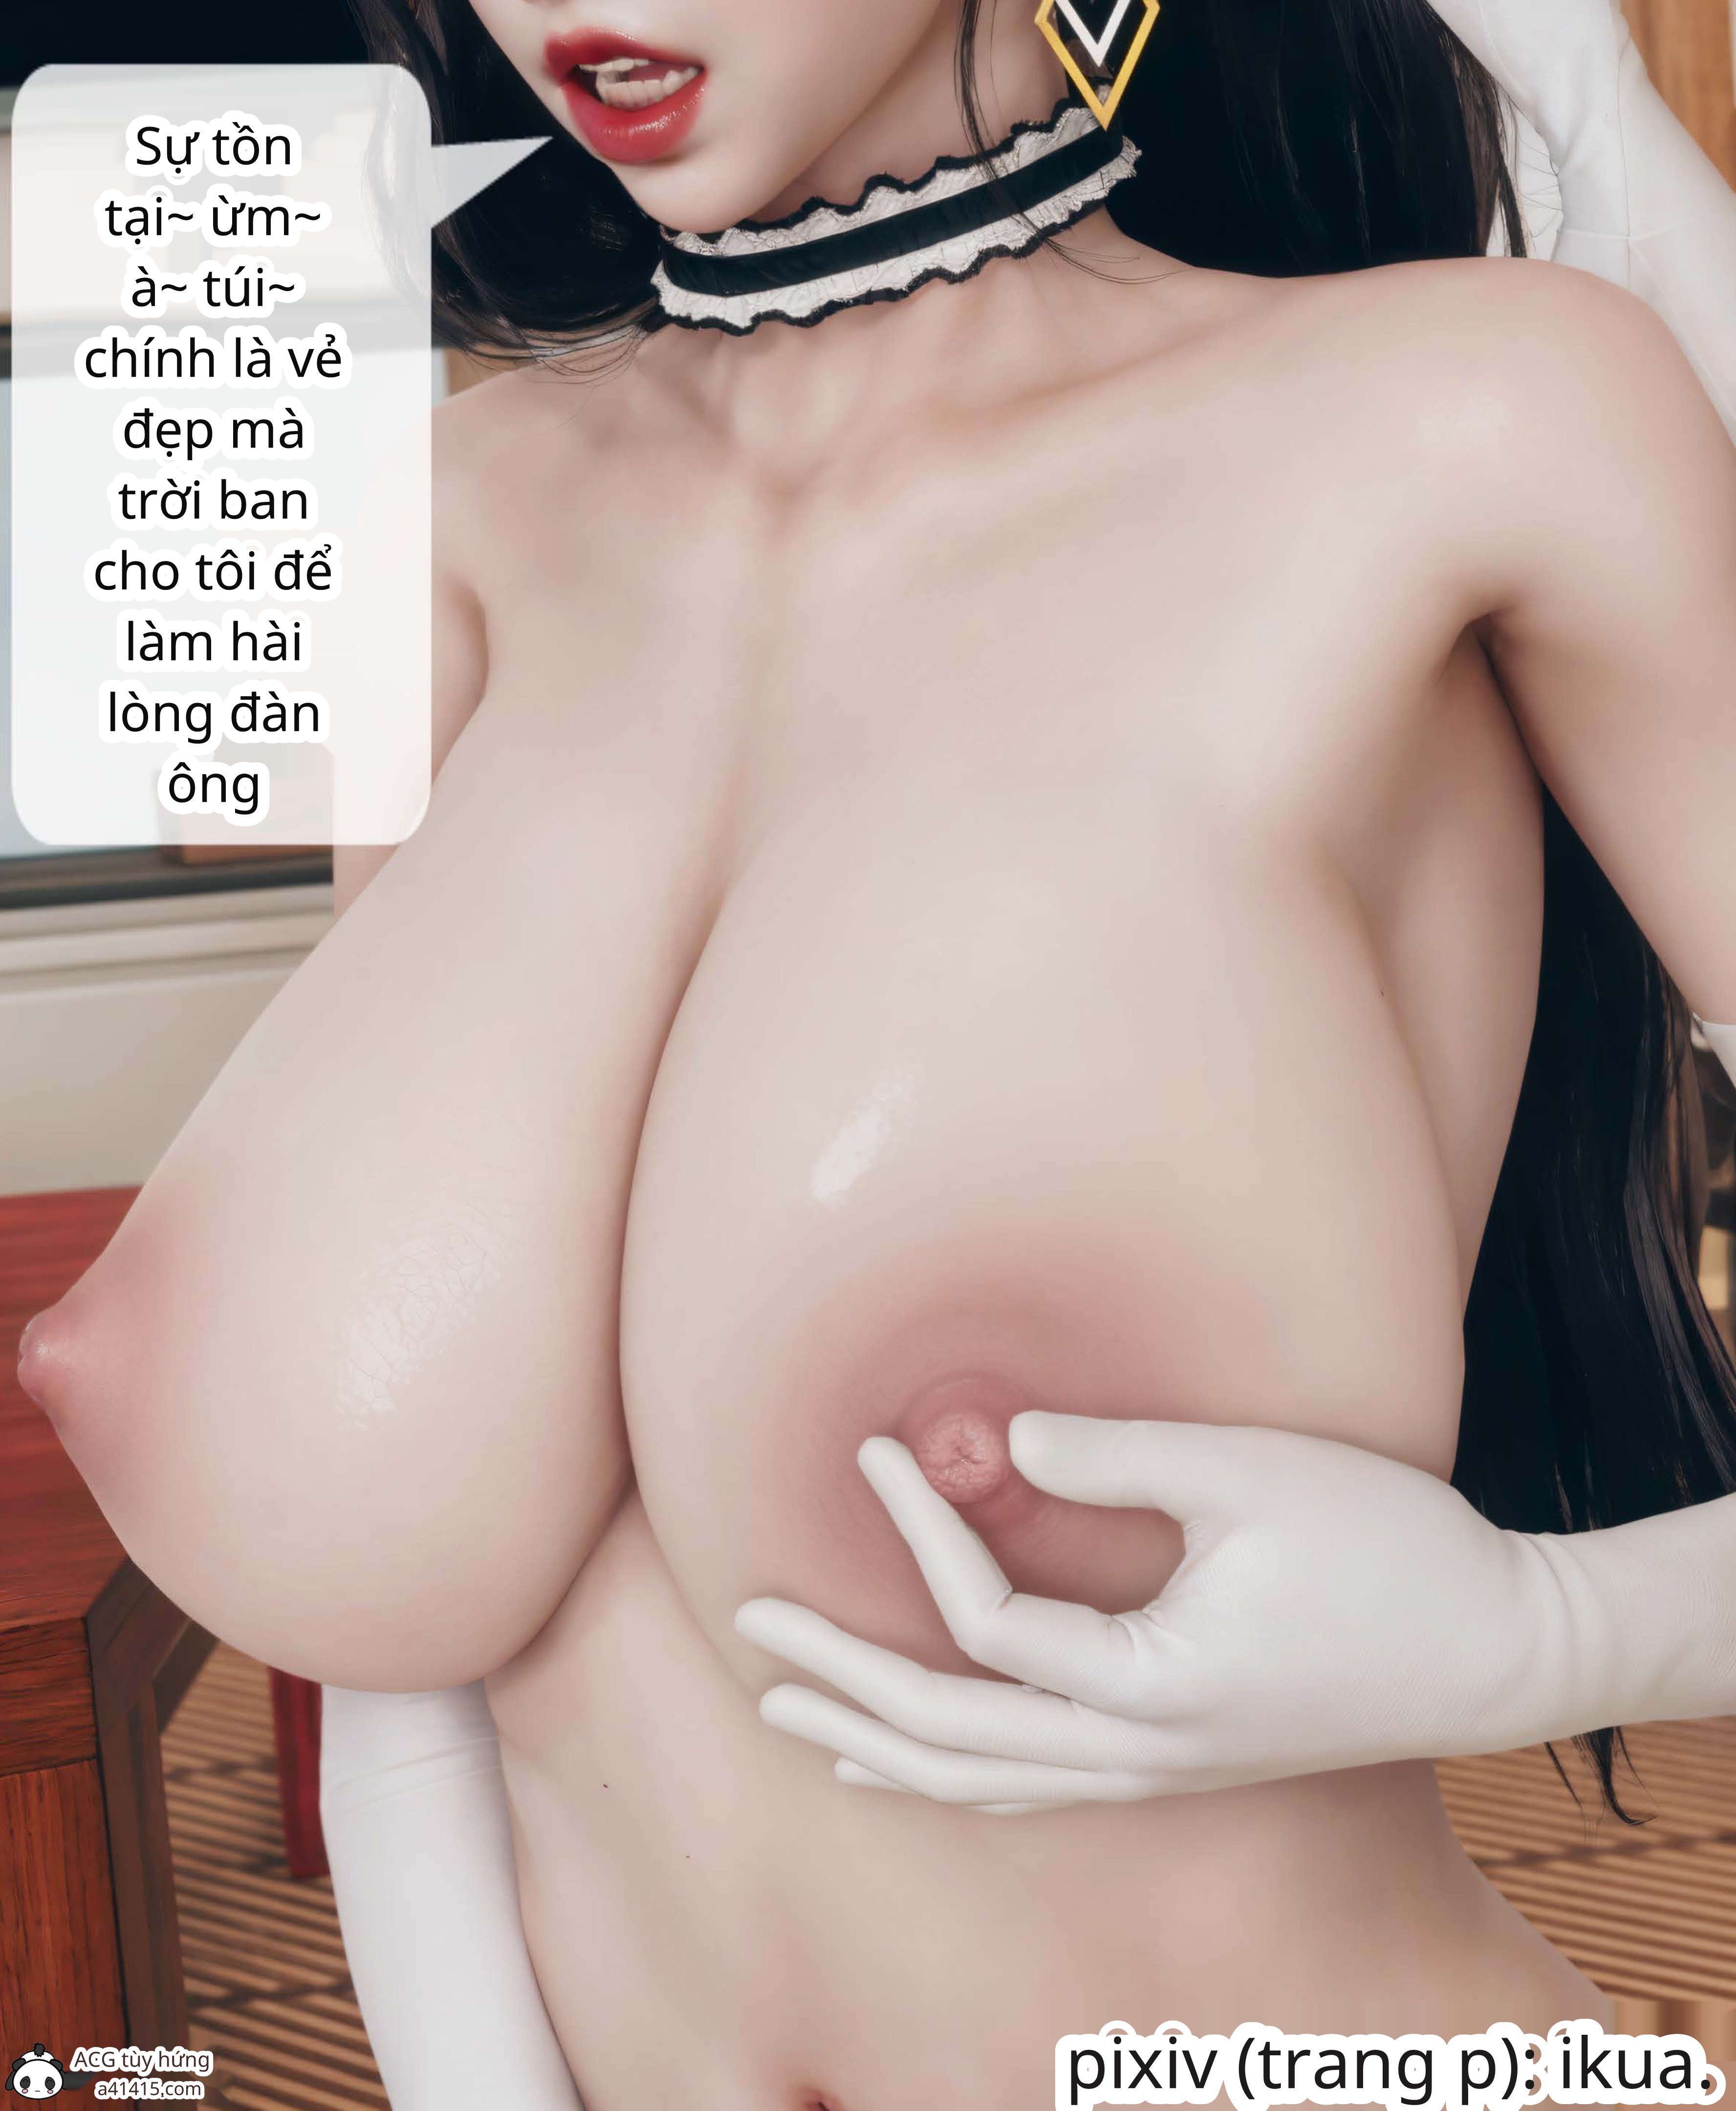 Sự tồn
tại~ ừm~
à~ túi~
chính là vẻ
đẹp mà
trời ban
cho tôi để
làm hài
lòng đàn
ông
ACG tùy hứng
a41415.com
pixiv (trang p): ikua.